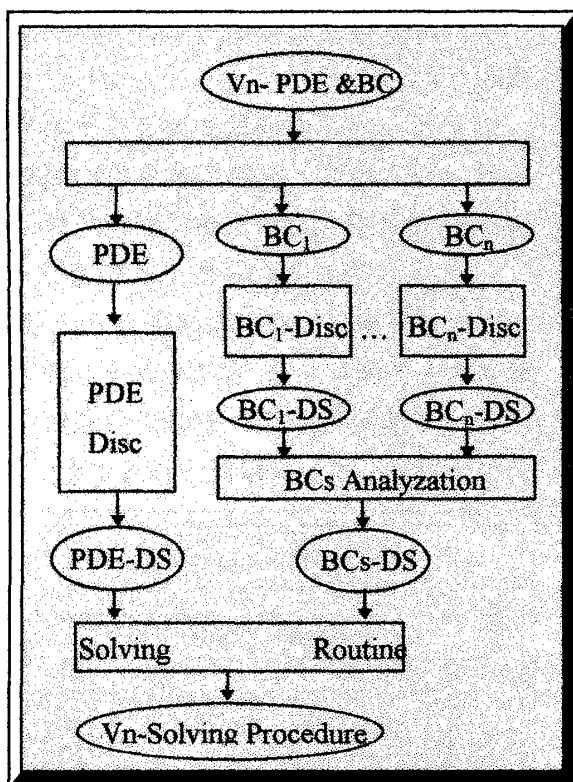 Vn- PDE &BC
PDE
BC₁
BCₙ
BC₁-Disc
...
BCₙ-Disc
PDE
Disc
BC₁-DS
BCₙ-DS
BCs Analyzation
PDE-DS
BCs-DS
Solving Routine
Vn-Solving Procedure